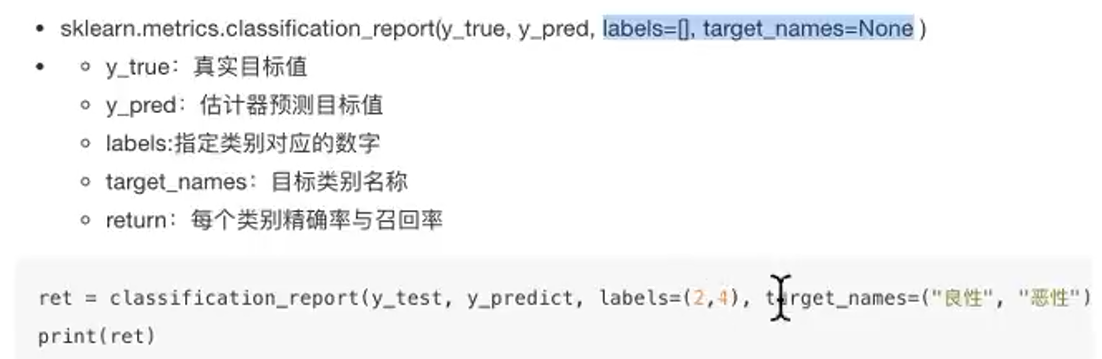 sklearn.metrics.classification_report(y_true, y_pred, labels=[], target_names=None )
y_true：真实目标值
y_pred：估计器预测目标值
labels:指定类别对应的数字
target_names：目标类别名称
return：每个类别精确率与召回率
ret = classification_report(y_test, y_predict, labels=(2,4), target_names=("良性", "恶性")
print(ret)